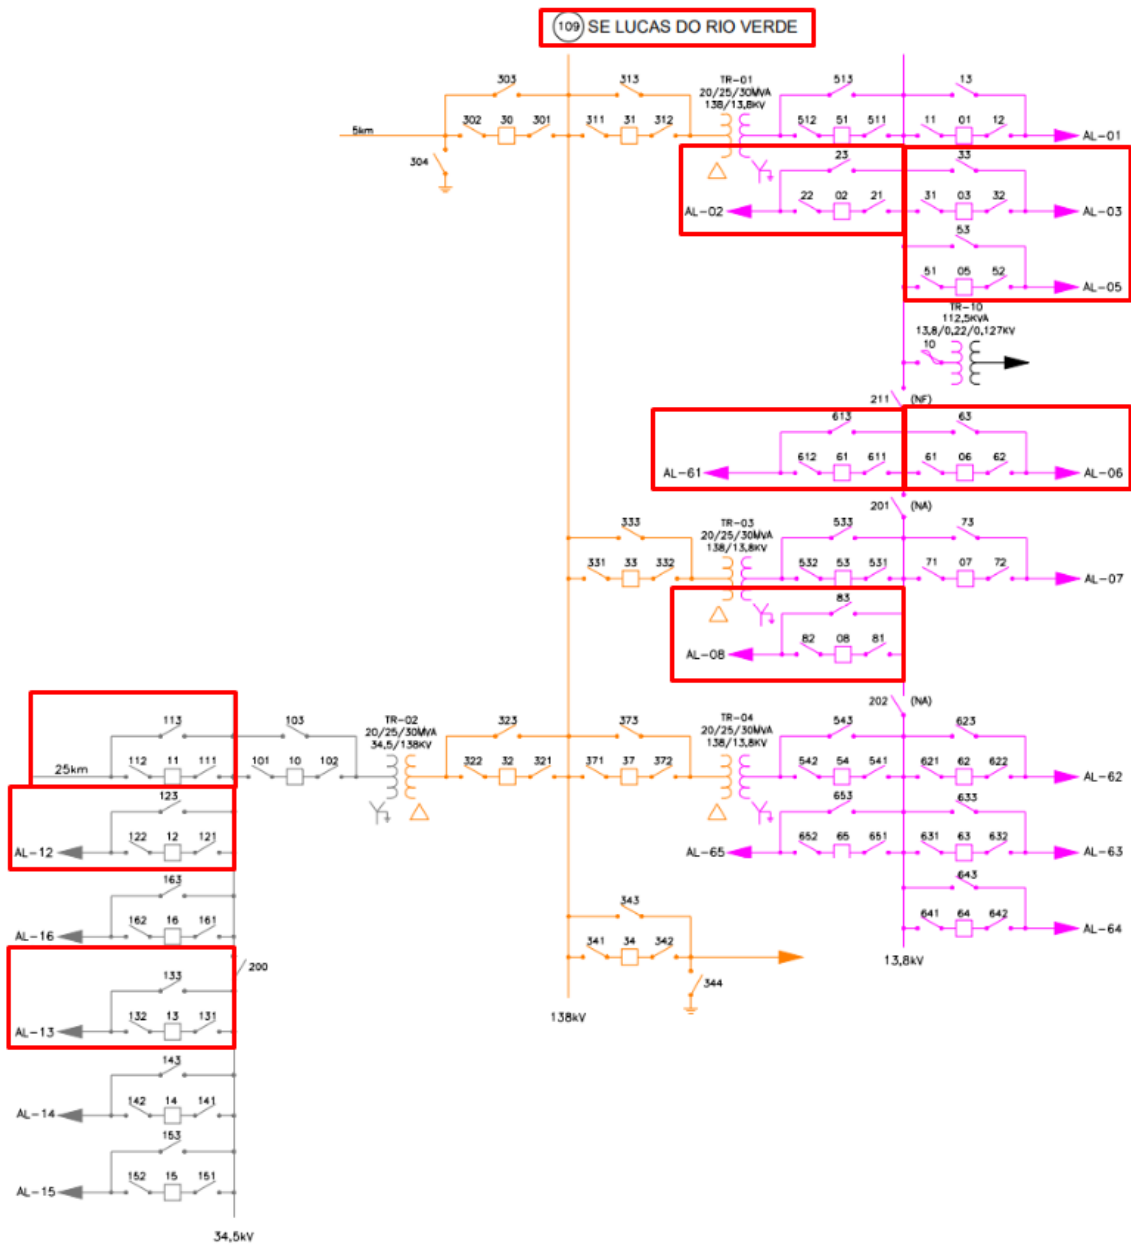 109 SE LUCAS DO RIO VERDE
303 313 TR-01 513 13
20/25/30MVA
138/13,8KV
5km 302 30 301 311 31 312 512 51 511 11 01 12 AL-01
304 23 33
AL-02 22 02 21 31 03 32 AL-03
53
51 05 52 AL-05
TR-10
112,5KVA
13,8/0,22/0,127KV
10
211 (NF)
613 63
AL-61 612 61 611 61 06 62 AL-06
201 (NA)
333 TR-03 533 73
20/25/30MVA
138/13,8KV
331 33 332 532 53 531 71 07 72 AL-07
83
AL-08 82 08 81
202 (NA)
113 103 TR-02 323 373 TR-04 543 623
20/25/30MVA 20/25/30MVA
34,5/138KV 138/13,8KV
25km 112 11 111 101 10 102 322 32 321 371 37 372 542 54 541 621 62 622 AL-62
123 653 633
AL-12 122 12 121 AL-65 652 65 651 631 63 632 AL-63
163 643
AL-16 162 16 161 343 641 64 642 AL-64
341 34 342 13,8kV
200
133 344
AL-13 132 13 131 138kV
143
AL-14 142 14 141
153
AL-15 152 15 151
34,5kV